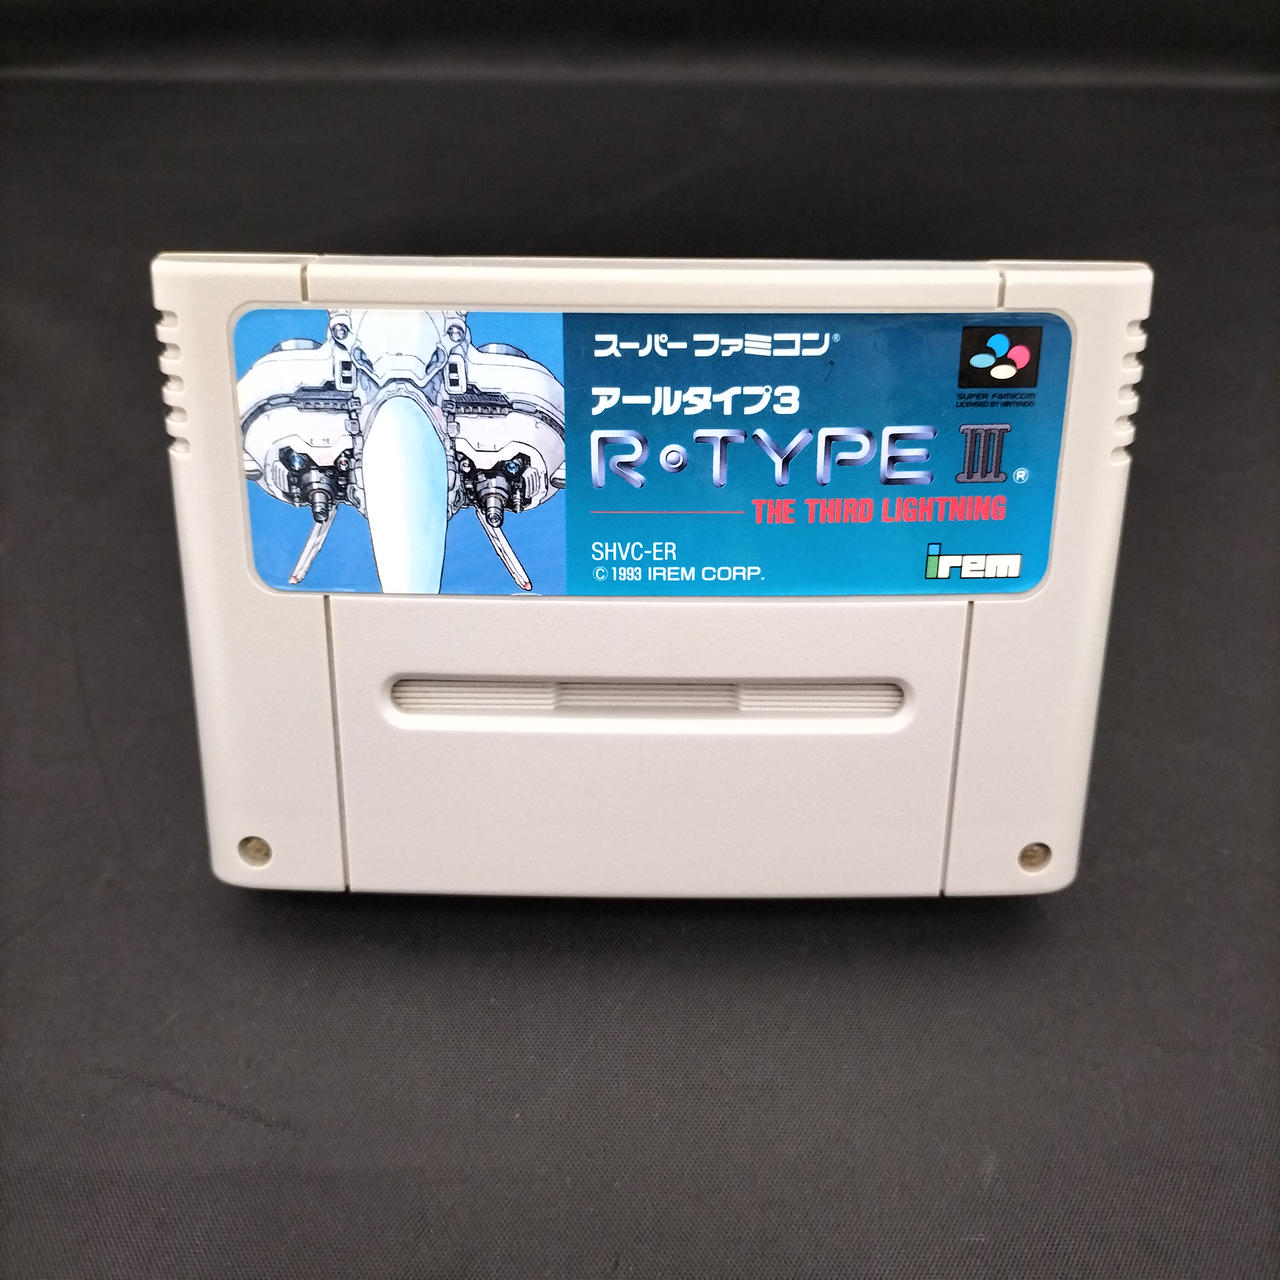 スーパーファミコン®
アールタイプ3
R・TYPE III®
THE THIRD LIGHTNING
SHVC-ER
© 1993 IREM CORP.
SUPER FAMICOM
LICENSED BY NINTENDO
irem